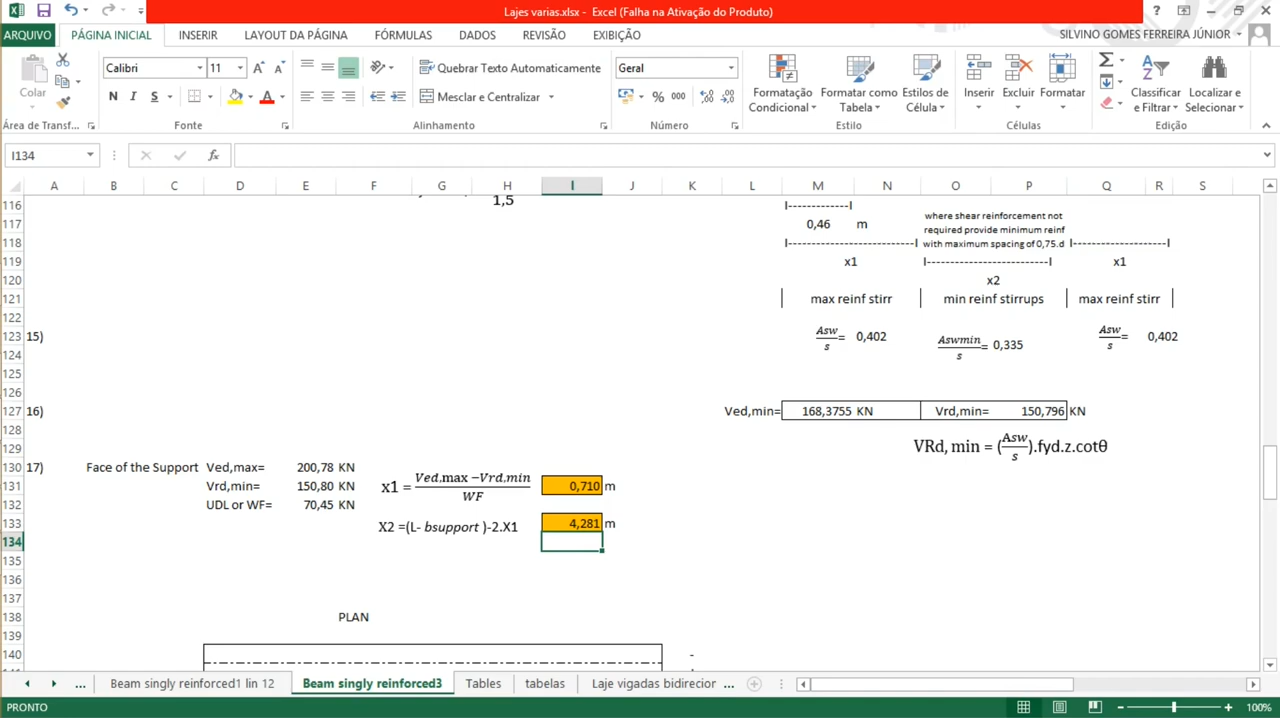 Lajes varias.xlsx - Excel (Falha na Ativação do Produto)
ARQUIVO PÁGINA INICIAL INSERIR LAYOUT DA PÁGINA FÓRMULAS DADOS REVISÃO EXIBIÇÃO SILVINO GOMES FERREIRA JÚNIOR
Colar
Calibri 11
N I S
Quebrar Texto Automaticamente
Mesclar e Centralizar
Geral
% 000
Formatação Condicional
Formatar como Tabela
Estilos de Célula
Inserir Excluir Formatar
Classificar e Filtrar
Localizar e Selecionar
Área de Transf... Fonte Alinhamento Número Estilo Células Edição
I134
fx
A B C D E F G H I J K L M N O P Q R S
116 1,5 I-------------I where shear reinforcement not
117 0,46 m required provide minimum reinf
118 I---------------------------I with maximum spacing of 0,75.d I--------------------I
119 x1 I--------------------------I x1
120 x2
121 max reinf stirr min reinf stirrups max reinf stirr
122
123 15) Asw/s= 0,402 Aswmin/s= 0,335 Asw/s= 0,402
124
125
126
127 16) Ved,min= 168,3755 KN Vrd,min= 150,796 KN
128
129 VRd, min = (Asw/s).fyd.z.cotθ
130 17) Face of the Support Ved,max= 200,78 KN
131 Vrd,min= 150,80 KN x1 = Ved,max −Vrd,min/WF 0,710 m
132 UDL or WF= 70,45 KN
133 X2 =(L- bsupport )-2.X1 4,281 m
134
135
136
137
138 PLAN
139
140 -
... Beam singly reinforced1 lin 12 Beam singly reinforced3 Tables tabelas Laje vigadas bidirecior ...
PRONTO 100%